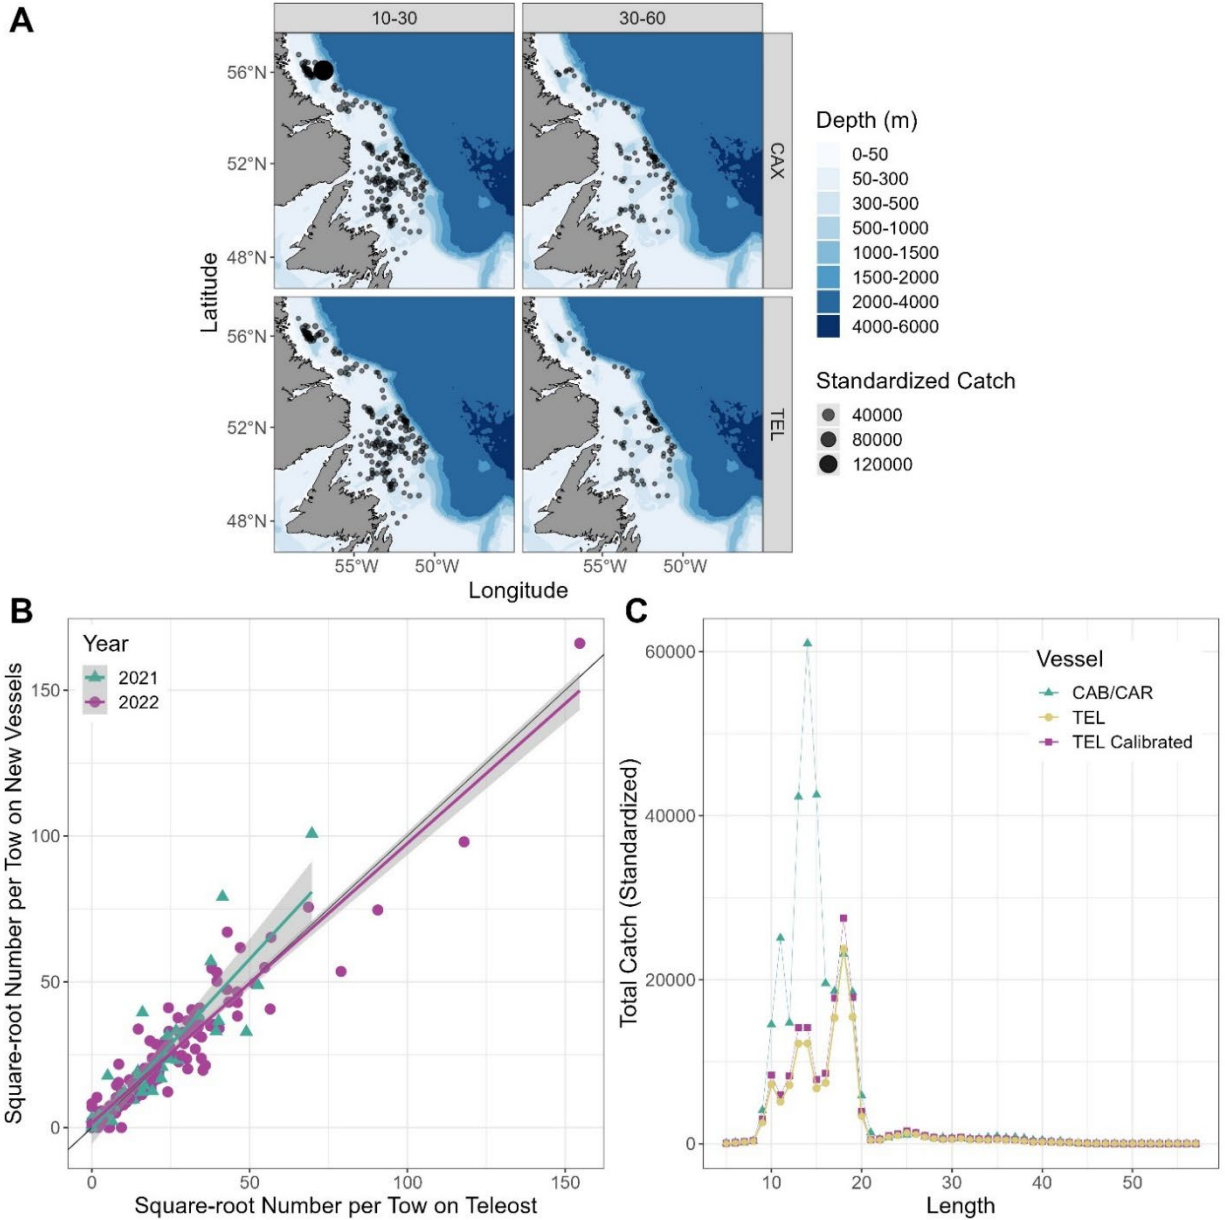 A
10-30
30-60
56°N
52°N
48°N
CAX
56°N
52°N
48°N
TEL
Latitude
55°W
50°W
55°W
50°W
Longitude
Depth (m)
0-50
50-300
300-500
500-1000
1000-1500
1500-2000
2000-4000
4000-6000
Standardized Catch
40000
80000
120000
B
Year
2021
2022
150
100
50
0
0
50
100
150
Square-root Number per Tow on New Vessels
Square-root Number per Tow on Teleost
C
Vessel
CAB/CAR
TEL
TEL Calibrated
60000
40000
20000
0
10
20
30
40
50
Total Catch (Standardized)
Length